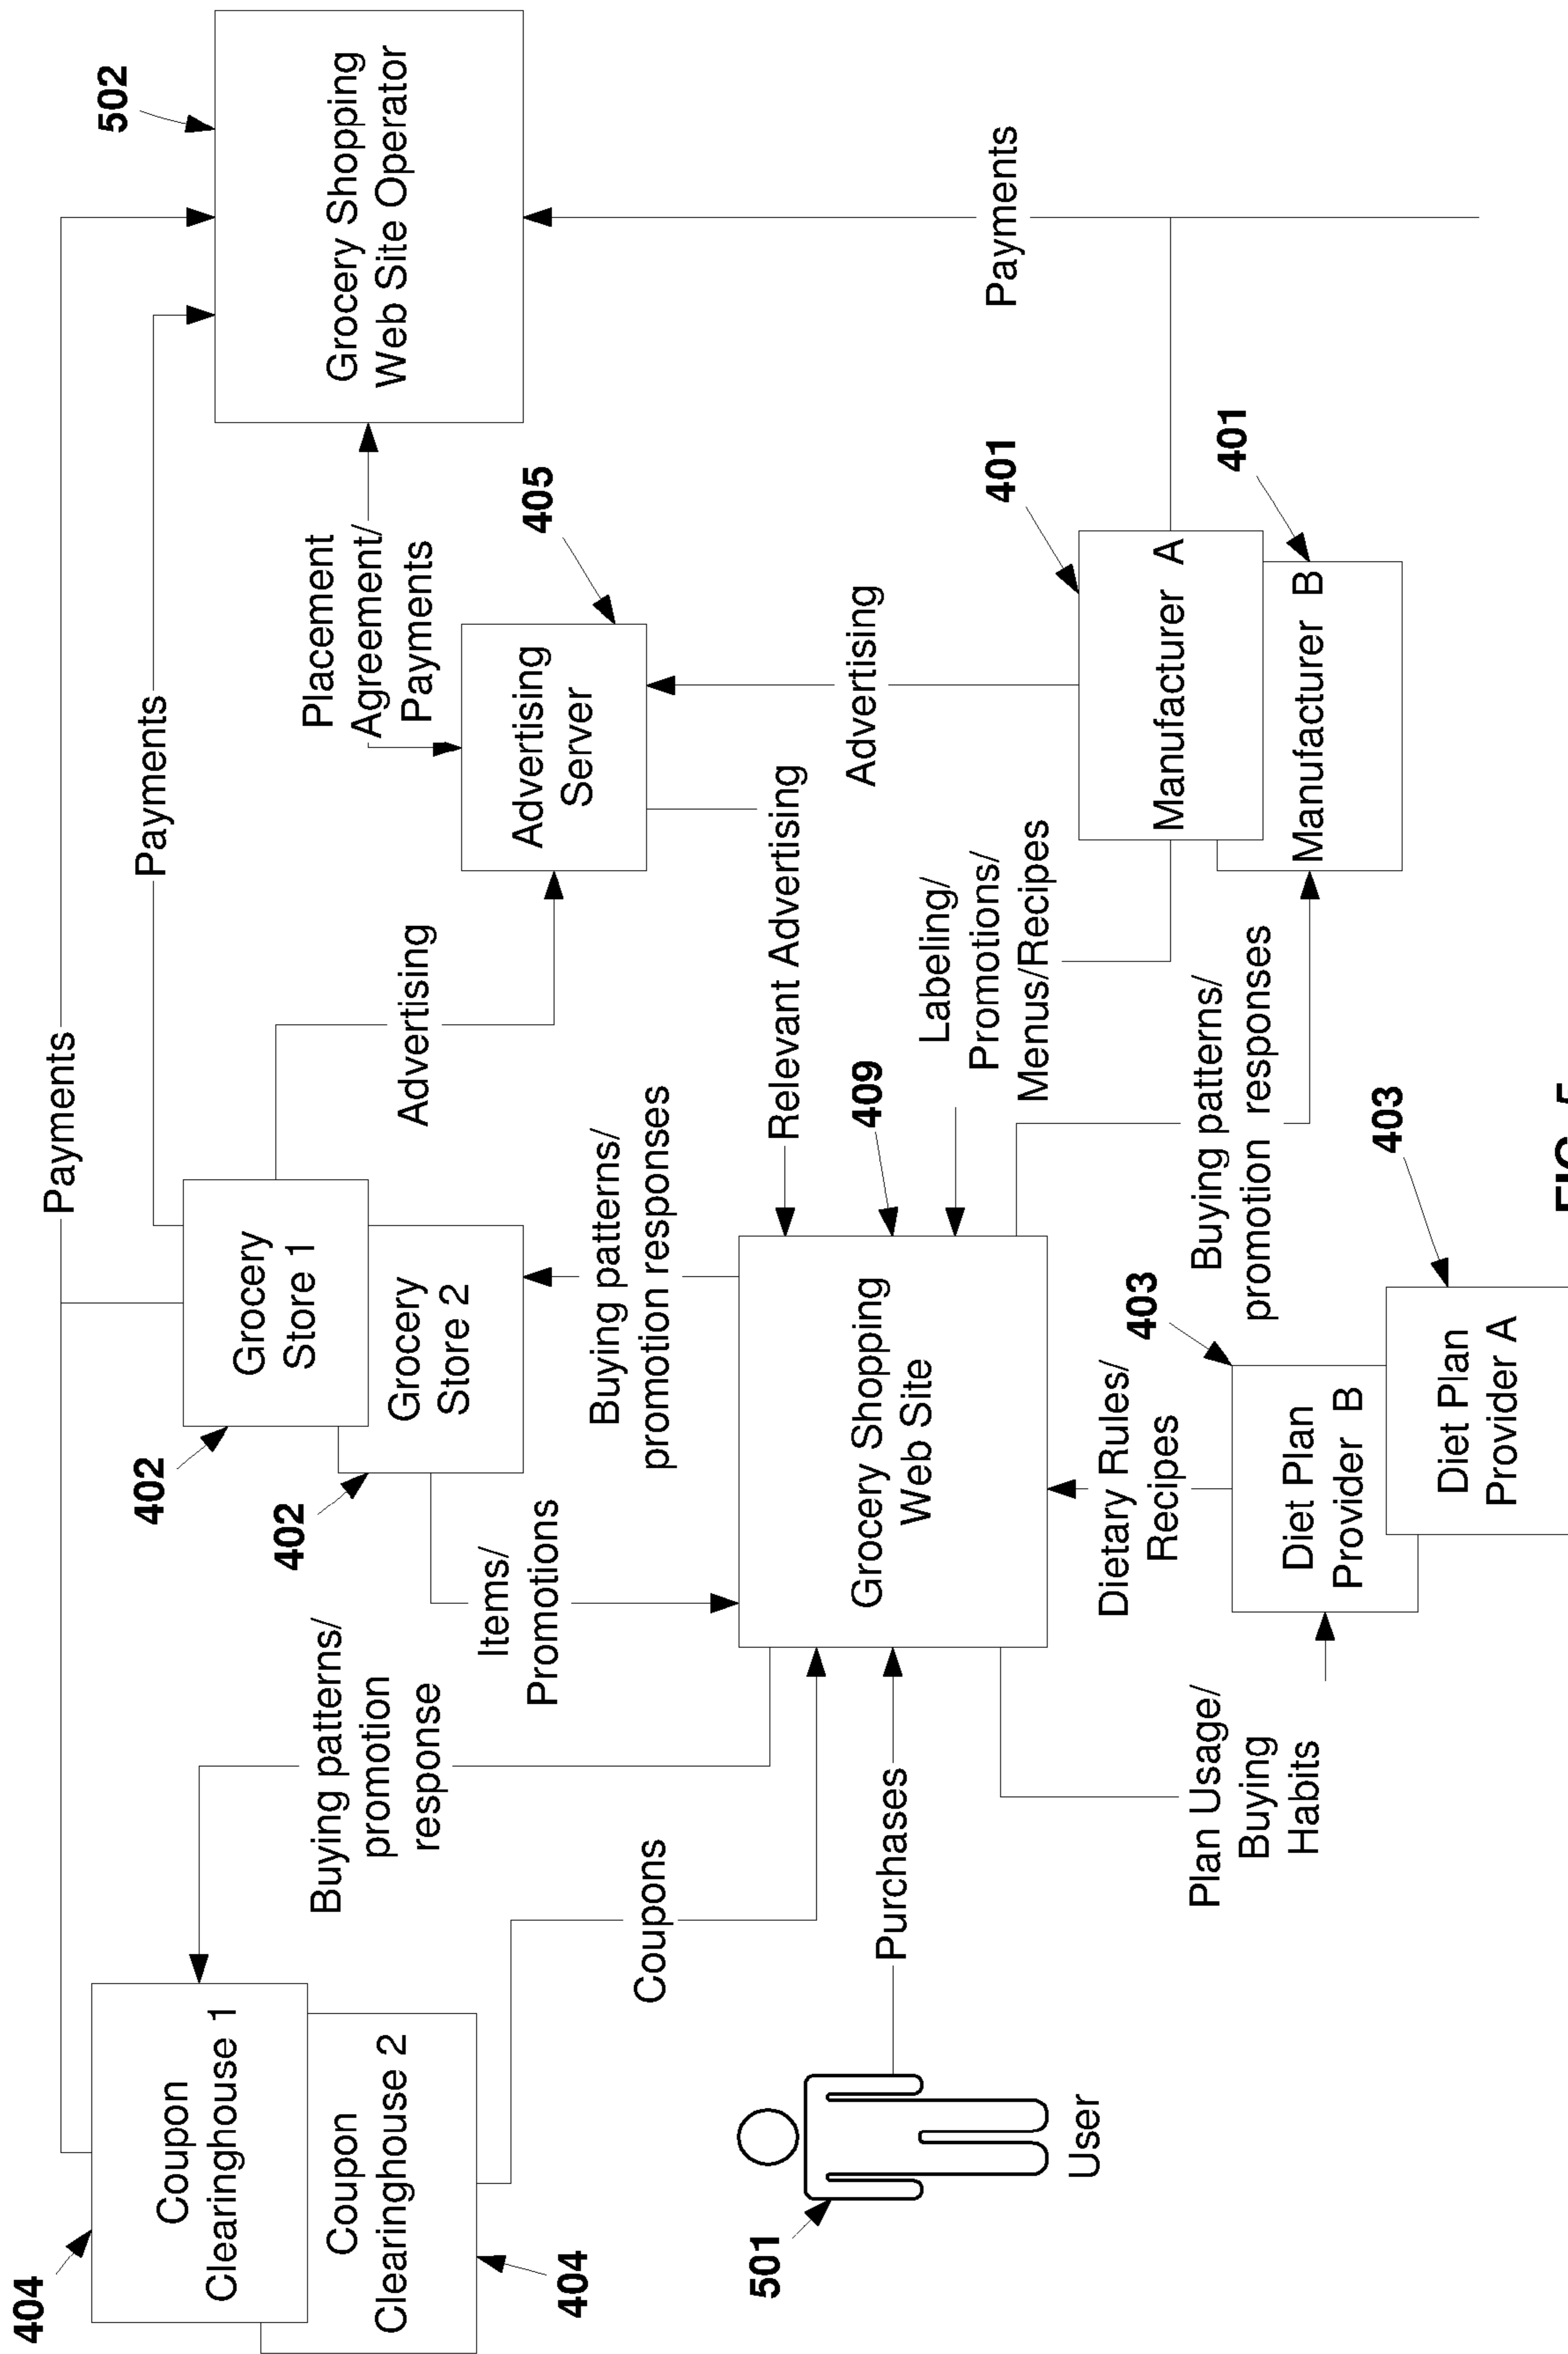 404
Coupon
Clearinghouse 1
Coupon
Clearinghouse 2
404
Payments
Payments
402
Grocery
Store 1
402
Grocery
Store 2
Buying patterns/
promotion
response
Items/
Promotions
Coupons
Buying patterns/
promotion responses
Advertising
Placement
Agreement/
Payments
502
Grocery Shopping
Web Site Operator
405
Advertising
Server
Relevant Advertising
Advertising
501
User
Purchases
409
Grocery Shopping
Web Site
Labeling/
Promotions/
Menus/Recipes
Payments
401
Manufacturer A
401
Manufacturer B
Plan Usage/
Buying
Habits
Dietary Rules/
Recipes
Buying patterns/
promotion responses
403
Diet Plan
Provider B
403
Diet Plan
Provider A